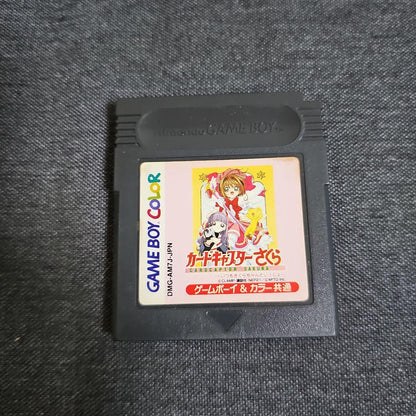 Nintendo GAME BOY
GAME BOY COLOR
DMG-AM7J-JPN
カードキャプターさくら
CARDCAPTOR SAKURA
ゲームボーイ & カラー 共通